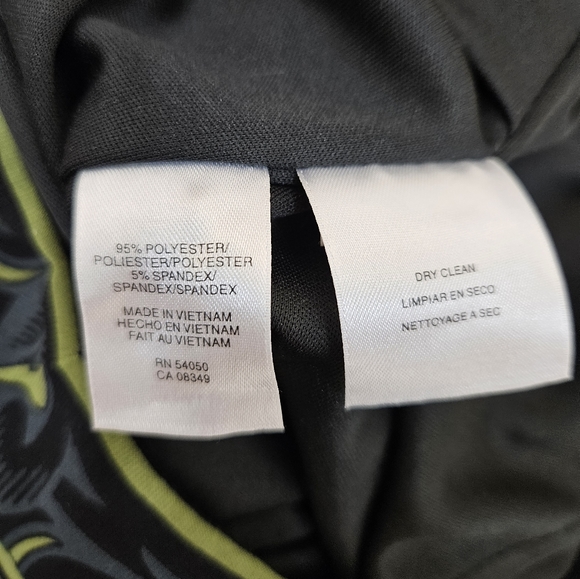 95% POLYESTER/
POLIESTER/POLYESTER
5% SPANDEX/
SPANDEX/SPANDEX
MADE IN VIETNAM
HECHO EN VIETNAM
FAIT AU VIETNAM
RN 54050
CA 08349
DRY CLEAN
LIMPIAR EN SECO
NETTOYAGE A SEC